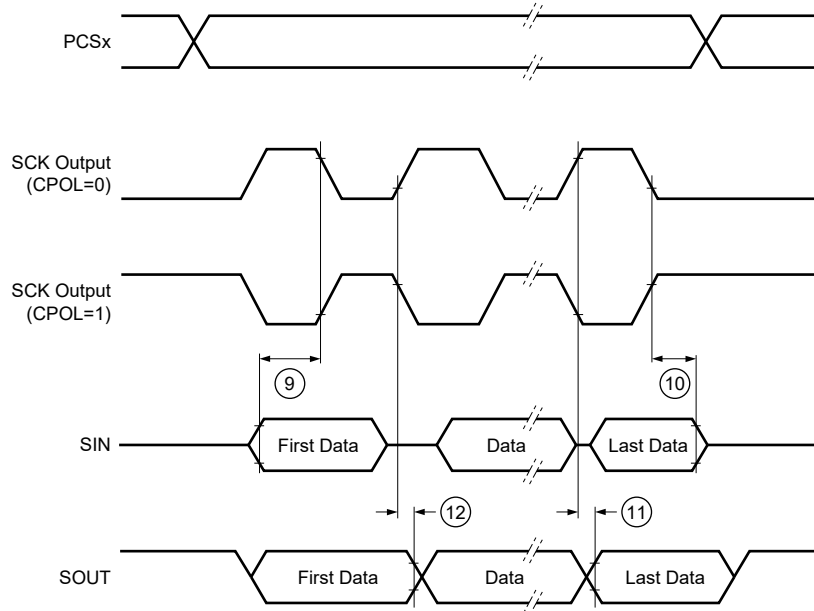 PCSx
SCK Output
(CPOL=0)
SCK Output
(CPOL=1)
9
10
SIN
First Data
Data
Last Data
12
11
SOUT
First Data
Data
Last Data